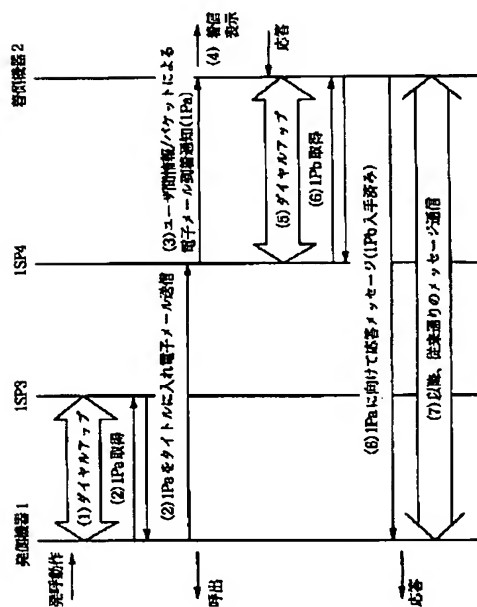 発側機器1
ISP3
ISP4
着側機器2
発呼動作
(1)ダイヤルアップ
(2)IPa取得
呼出
(2)IPaをタイトルに入れ電子メール送信
(3)ユーザ間情報/パケットによる
電子メール到着通知(IPa)
(4)着信
表示
応答
(5)ダイヤルアップ
(6)IPb取得
(6)IPaに向けて応答メッセージ(IPb入手済み)
応答
(7)以降、従来通りのメッセージ通信